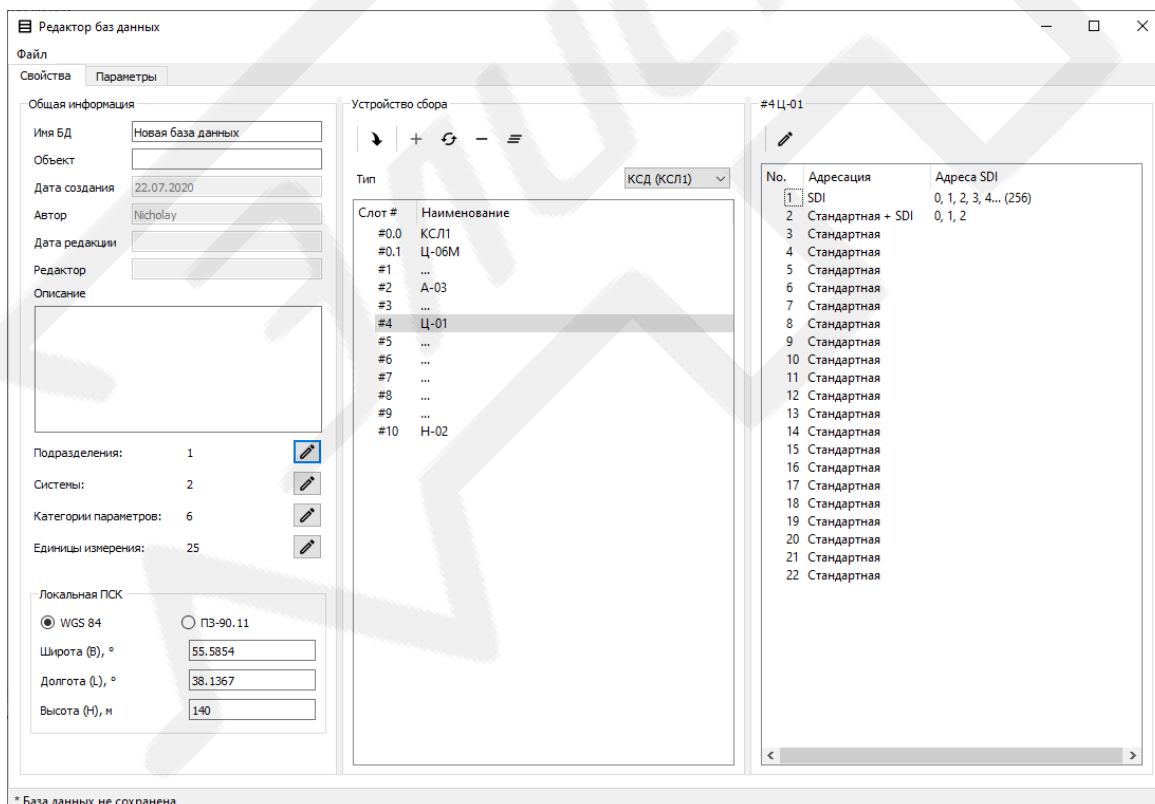 Редактор баз данных
Файл
Свойства Параметры
Общая информация
Имя БД Новая база данных
Объект
Дата создания 22.07.2020
Автор Nicholay
Дата редакции
Редактор
Описание
Подразделения: 1
Системы: 2
Категории параметров: 6
Единицы измерения: 25
Локальная ПСК
WGS 84 ПЗ-90.11
Широта (B), ° 55.5854
Долгота (L), ° 38.1367
Высота (H), м 140
Устройство сбора
Тип КСД (КСЛ1)
Слот # Наименование
#0.0 КСЛ1
#0.1 Ц-06М
#1 ...
#2 А-03
#3 ...
#4 Ц-01
#5 ...
#6 ...
#7 ...
#8 ...
#9 ...
#10 Н-02
#4 Ц-01
No. Адресация Адреса SDI
1 SDI 0, 1, 2, 3, 4... (256)
2 Стандартная + SDI 0, 1, 2
3 Стандартная
4 Стандартная
5 Стандартная
6 Стандартная
7 Стандартная
8 Стандартная
9 Стандартная
10 Стандартная
11 Стандартная
12 Стандартная
13 Стандартная
14 Стандартная
15 Стандартная
16 Стандартная
17 Стандартная
18 Стандартная
19 Стандартная
20 Стандартная
21 Стандартная
22 Стандартная
* База данных не сохранена